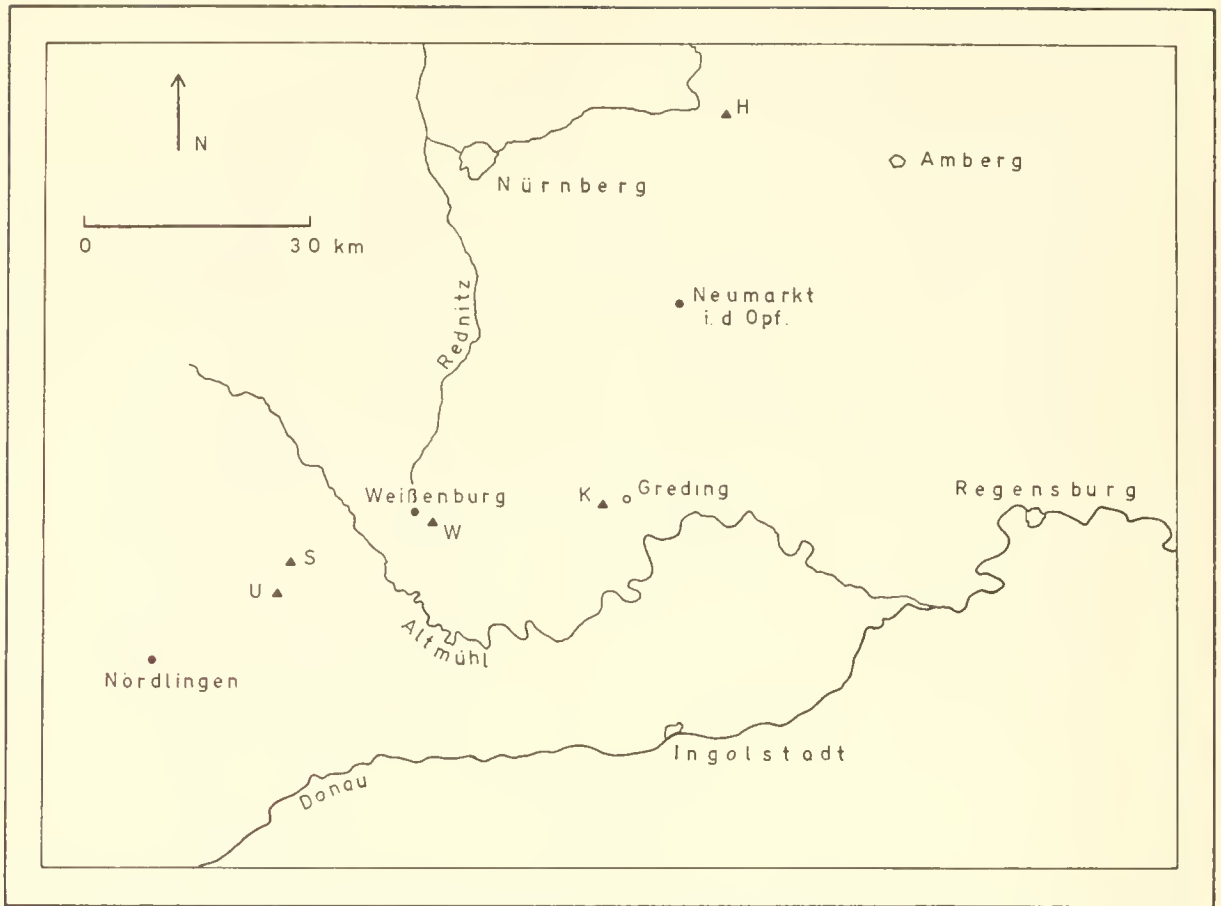 H
N
Amberg
Nürnberg
0 30 km
Neumarkt
i. d Opf.
Rednitz
Weißenburg
W
K
Greding
Regensburg
S
U
Altmühl
Nördlingen
Ingolstadt
Donau